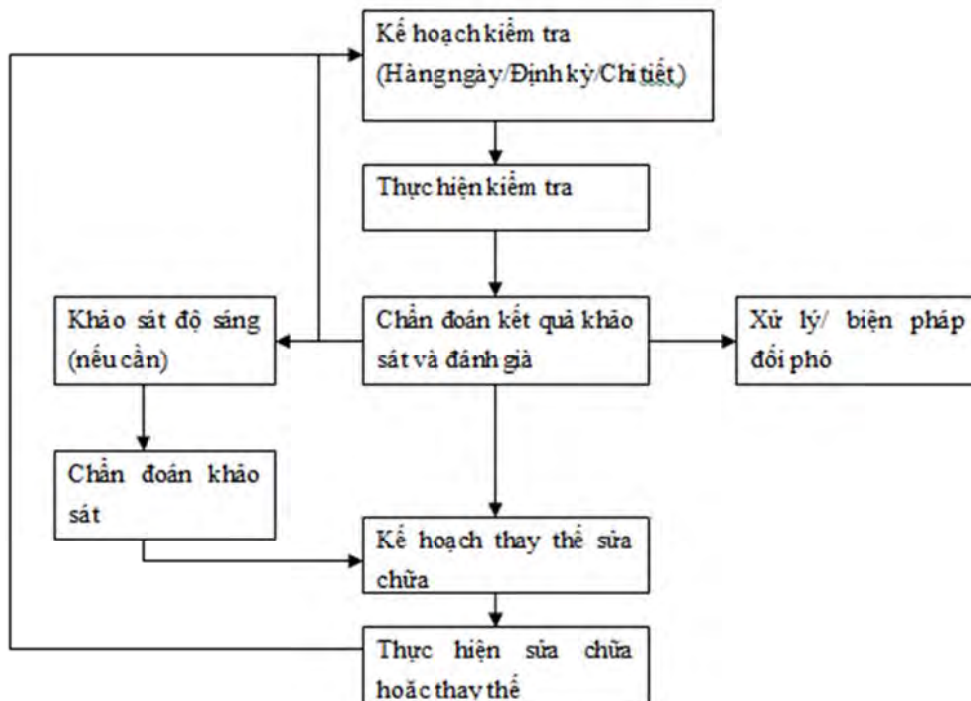 Kế hoạch kiểm tra
(Hàng ngày/Định kỳ/Chi tiết,)
Thực hiện kiểm tra
Khảo sát độ sáng
(nếu cần)
Chẩn đoán kết quả khảo
sát và đánh già
Xử lý/ biện pháp
đối phô
Chẩn đoán khảo
sát
Kế hoạch thay thế sửa
chữa
Thực hiện sửa chữa
hoặc thay thế